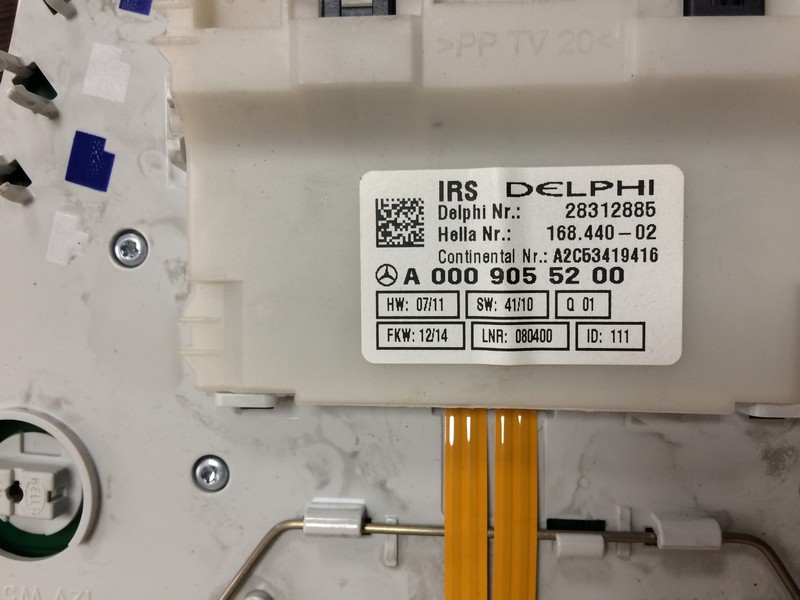 >PP TV 20<
IRS DELPHI
Delphi Nr.: 28312885
Hella Nr.: 168.440-02
Continental Nr.: A2C53419416
A 000 905 52 00
HW: 07/11 SW: 41/10 Q 01
FKW: 12/14 LNR: 080400 ID: 111